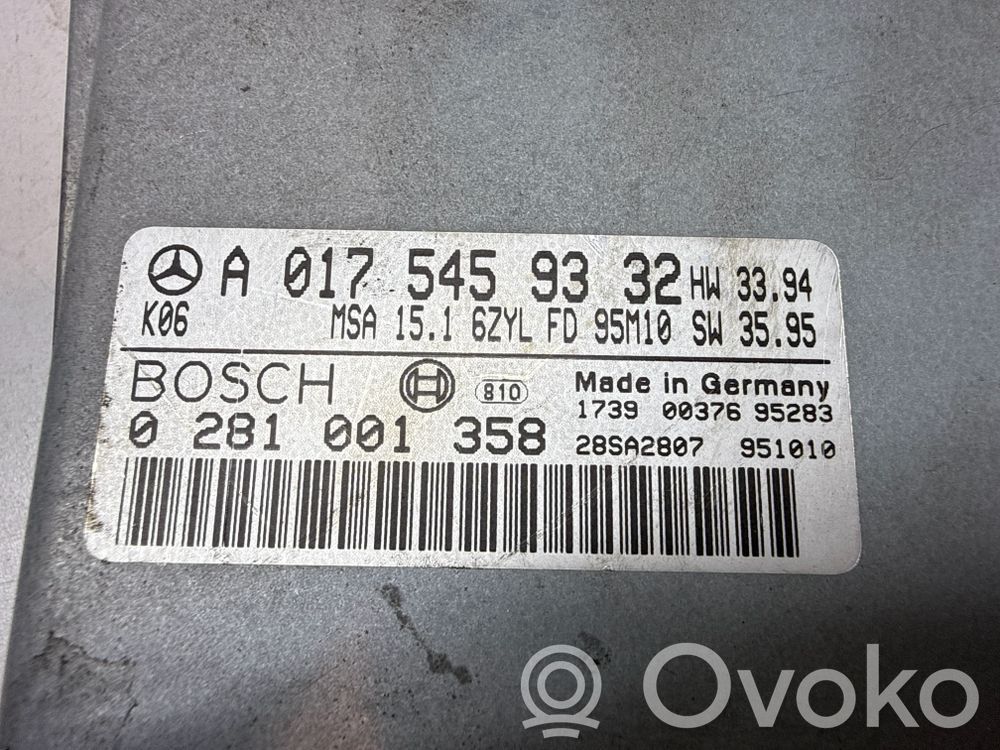 A 017 545 93 32 HW 33.94
K06 MSA 15.1 6ZYL FD 95M10 SW 35.95
BOSCH 810 Made in Germany
1739 00376 95283
0 281 001 358
28SA2807 951010
Ovoko